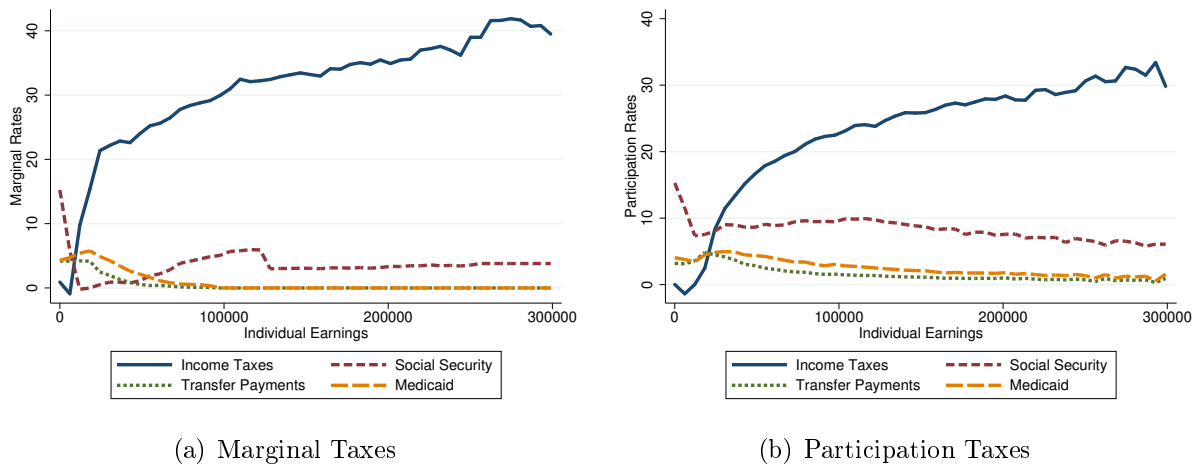 Marginal Rates
40
30
20
10
0
0
100000
200000
300000
Individual Earnings
Income Taxes
Social Security
Transfer Payments
Medicaid
(a) Marginal Taxes
Participation Rates
40
30
20
10
0
0
100000
200000
300000
Individual Earnings
Income Taxes
Social Security
Transfer Payments
Medicaid
(b) Participation Taxes